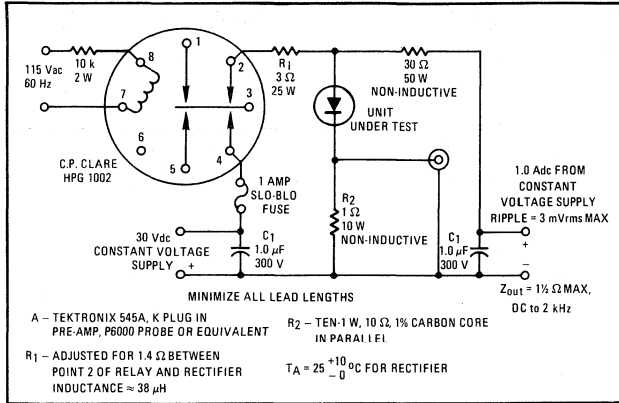 115 Vac
60 Hz
10 k
2 W
8
7
6
1
2
3
4
5
C.P. CLARE
HPG 1002
R1
3 Ω
25 W
30 Ω
50 W
NON-INDUCTIVE
UNIT
UNDER TEST
1 AMP
SLO-BLO
FUSE
30 Vdc
CONSTANT VOLTAGE
SUPPLY
+
C1
1.0 μF
300 V
R2
1 Ω
10 W
NON-INDUCTIVE
C1
1.0 μF
300 V
1.0 Adc FROM
CONSTANT
VOLTAGE SUPPLY
RIPPLE = 3 mVrms MAX
+
–
Zout = 1½ Ω MAX,
DC to 2 kHz
MINIMIZE ALL LEAD LENGTHS
A – TEKTRONIX 545A, K PLUG IN
PRE-AMP, P6000 PROBE OR EQUIVALENT
R1 – ADJUSTED FOR 1.4 Ω BETWEEN
POINT 2 OF RELAY AND RECTIFIER
INDUCTANCE ≈ 38 μH
R2 – TEN-1 W, 10 Ω, 1% CARBON CORE
IN PARALLEL
TA = 25 +10 –0 °C FOR RECTIFIER